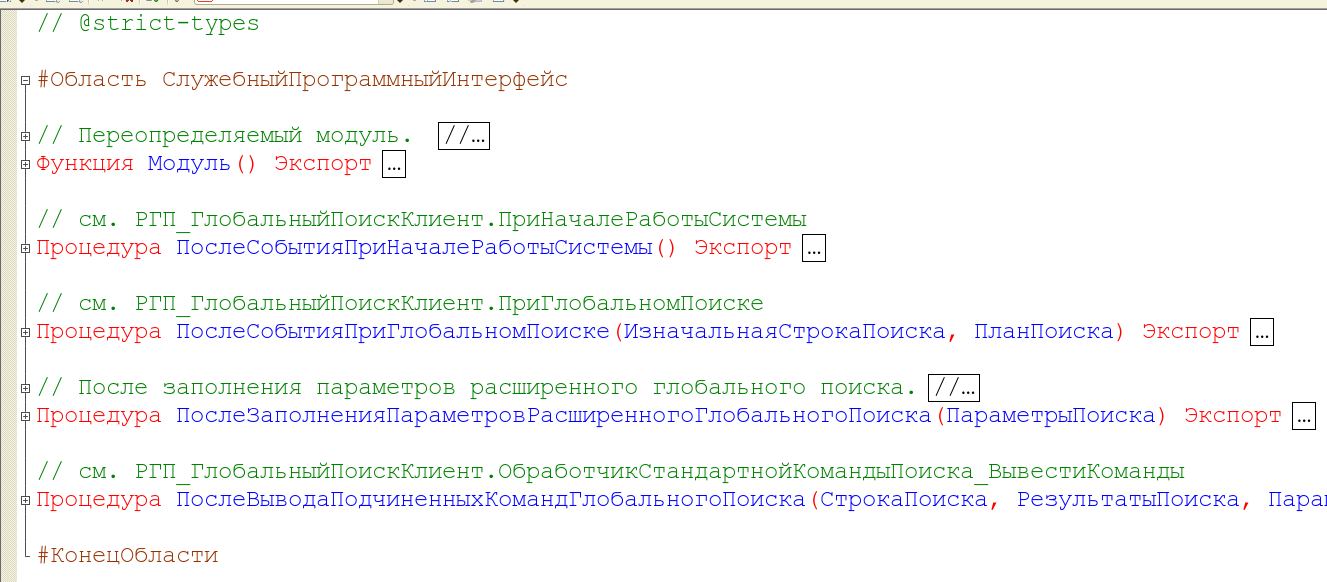 // @strict-types
#Область СлужебныйПрограммныйИнтерфейс
// Переопределяемый модуль. //...
Функция Модуль() Экспорт ...
// см. РГП_ГлобальныйПоискКлиент.ПриНачалеРаботыСистемы
Процедура ПослеСобытияПриНачалеРаботыСистемы() Экспорт ...
// см. РГП_ГлобальныйПоискКлиент.ПриГлобальномПоиске
Процедура ПослеСобытияПриГлобальномПоиске(ИзначальнаяСтрокаПоиска, ПланПоиска) Экспорт ...
// После заполнения параметров расширенного глобального поиска. //...
Процедура ПослеЗаполненияПараметровРасширенногоГлобальногоПоиска(ПараметрыПоиска) Экспорт ...
// см. РГП_ГлобальныйПоискКлиент.ОбработчикСтандартнойКомандыПоиска_ВывестиКоманды
Процедура ПослеВыводаПодчиненныхКомандГлобальногоПоиска(СтрокаПоиска, РезультатыПоиска,
#КонецОбласти